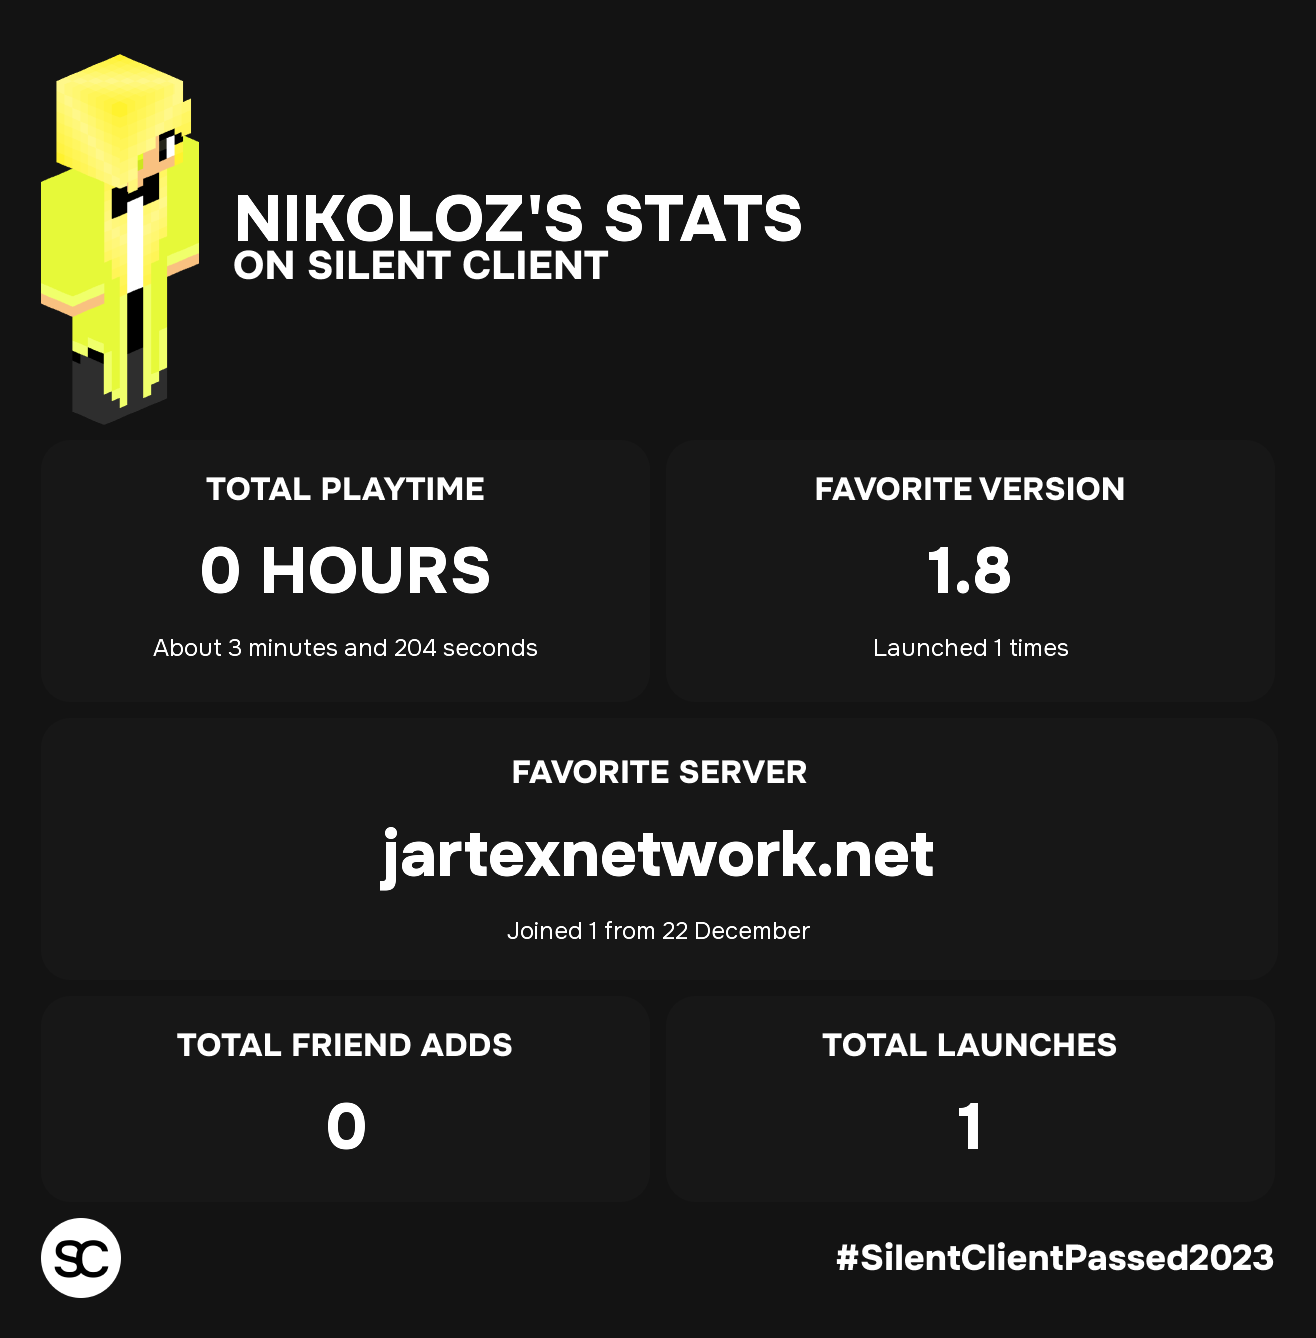 NIKOLOZ'S STATS
ON SILENT CLIENT
TOTAL PLAYTIME
0 HOURS
About 3 minutes and 204 seconds
FAVORITE VERSION
1.8
Launched 1 times
FAVORITE SERVER
jartexnetwork.net
Joined 1 from 22 December
TOTAL FRIEND ADDS
0
TOTAL LAUNCHES
1
SC
#SilentClientPassed2023